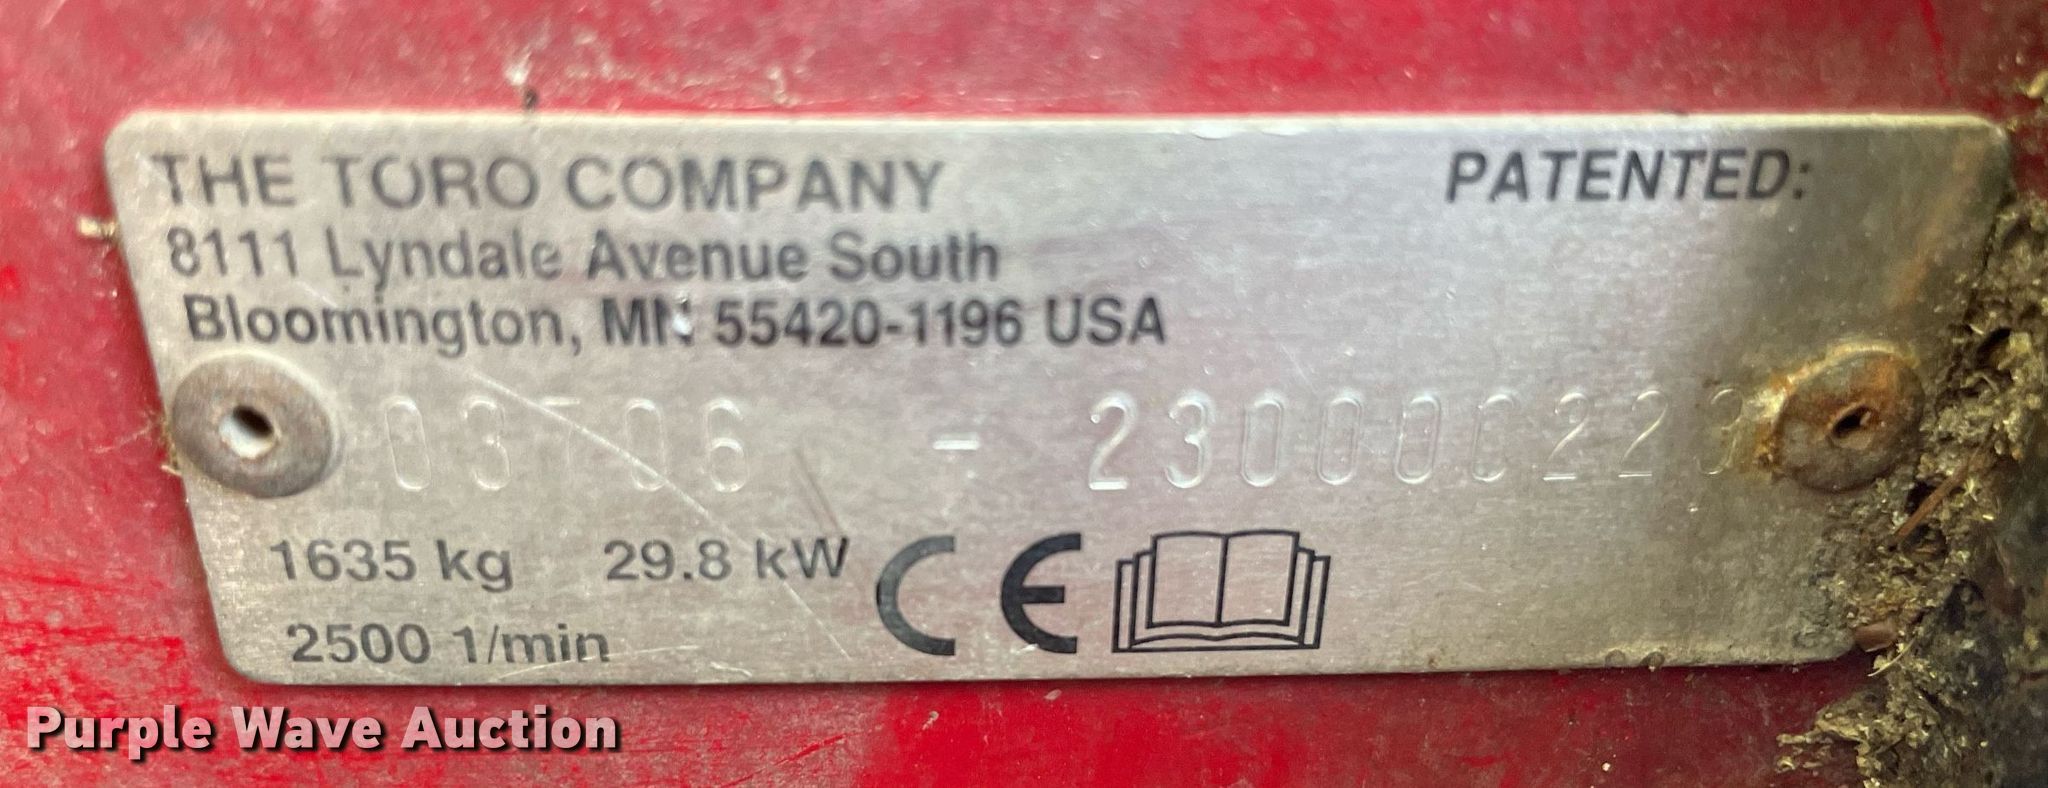 THE TORO COMPANY
PATENTED:
8111 Lyndale Avenue South
Bloomington, MN 55420-1196 USA
03706 -
1635 kg 29.8 kW CE
2500 1/min
Purple Wave Auction